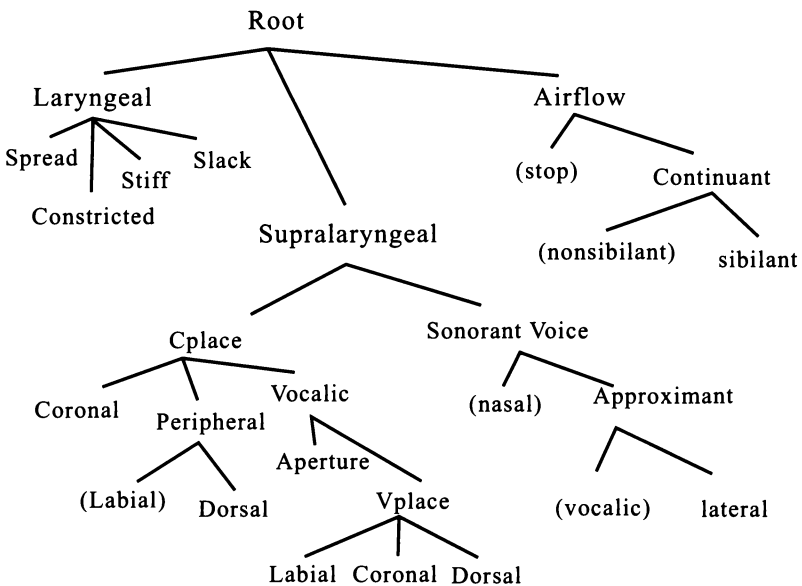 Root
Laryngeal
Airflow
Spread
Slack
(stop)
Stiff
Continuant
Constricted
Supralaryngeal
(nonsibilant)
sibilant
Cplace
Sonorant Voice
Coronal
Peripheral
Vocalic
(nasal)
Approximant
Aperture
(Labial)
Dorsal
Vplace
(vocalic)
lateral
Labial Coronal Dorsal